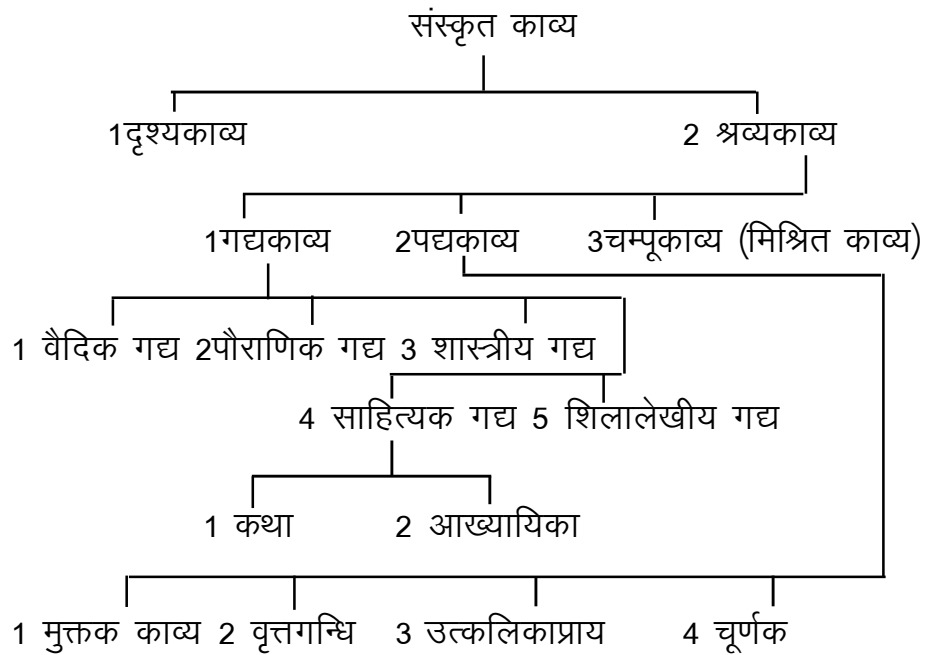 संस्कृत काव्य
1दृश्यकाव्य 2 श्रव्यकाव्य
1गद्यकाव्य 2पद्यकाव्य 3चम्पूकाव्य (मिश्रित काव्य)
1 वैदिक गद्य 2पौराणिक गद्य 3 शास्त्रीय गद्य
4 साहित्यक गद्य 5 शिलालेखीय गद्य
1 कथा 2 आख्यायिका
1 मुक्तक काव्य 2 वृत्तगन्धि 3 उत्कलिकाप्राय 4 चूर्णक